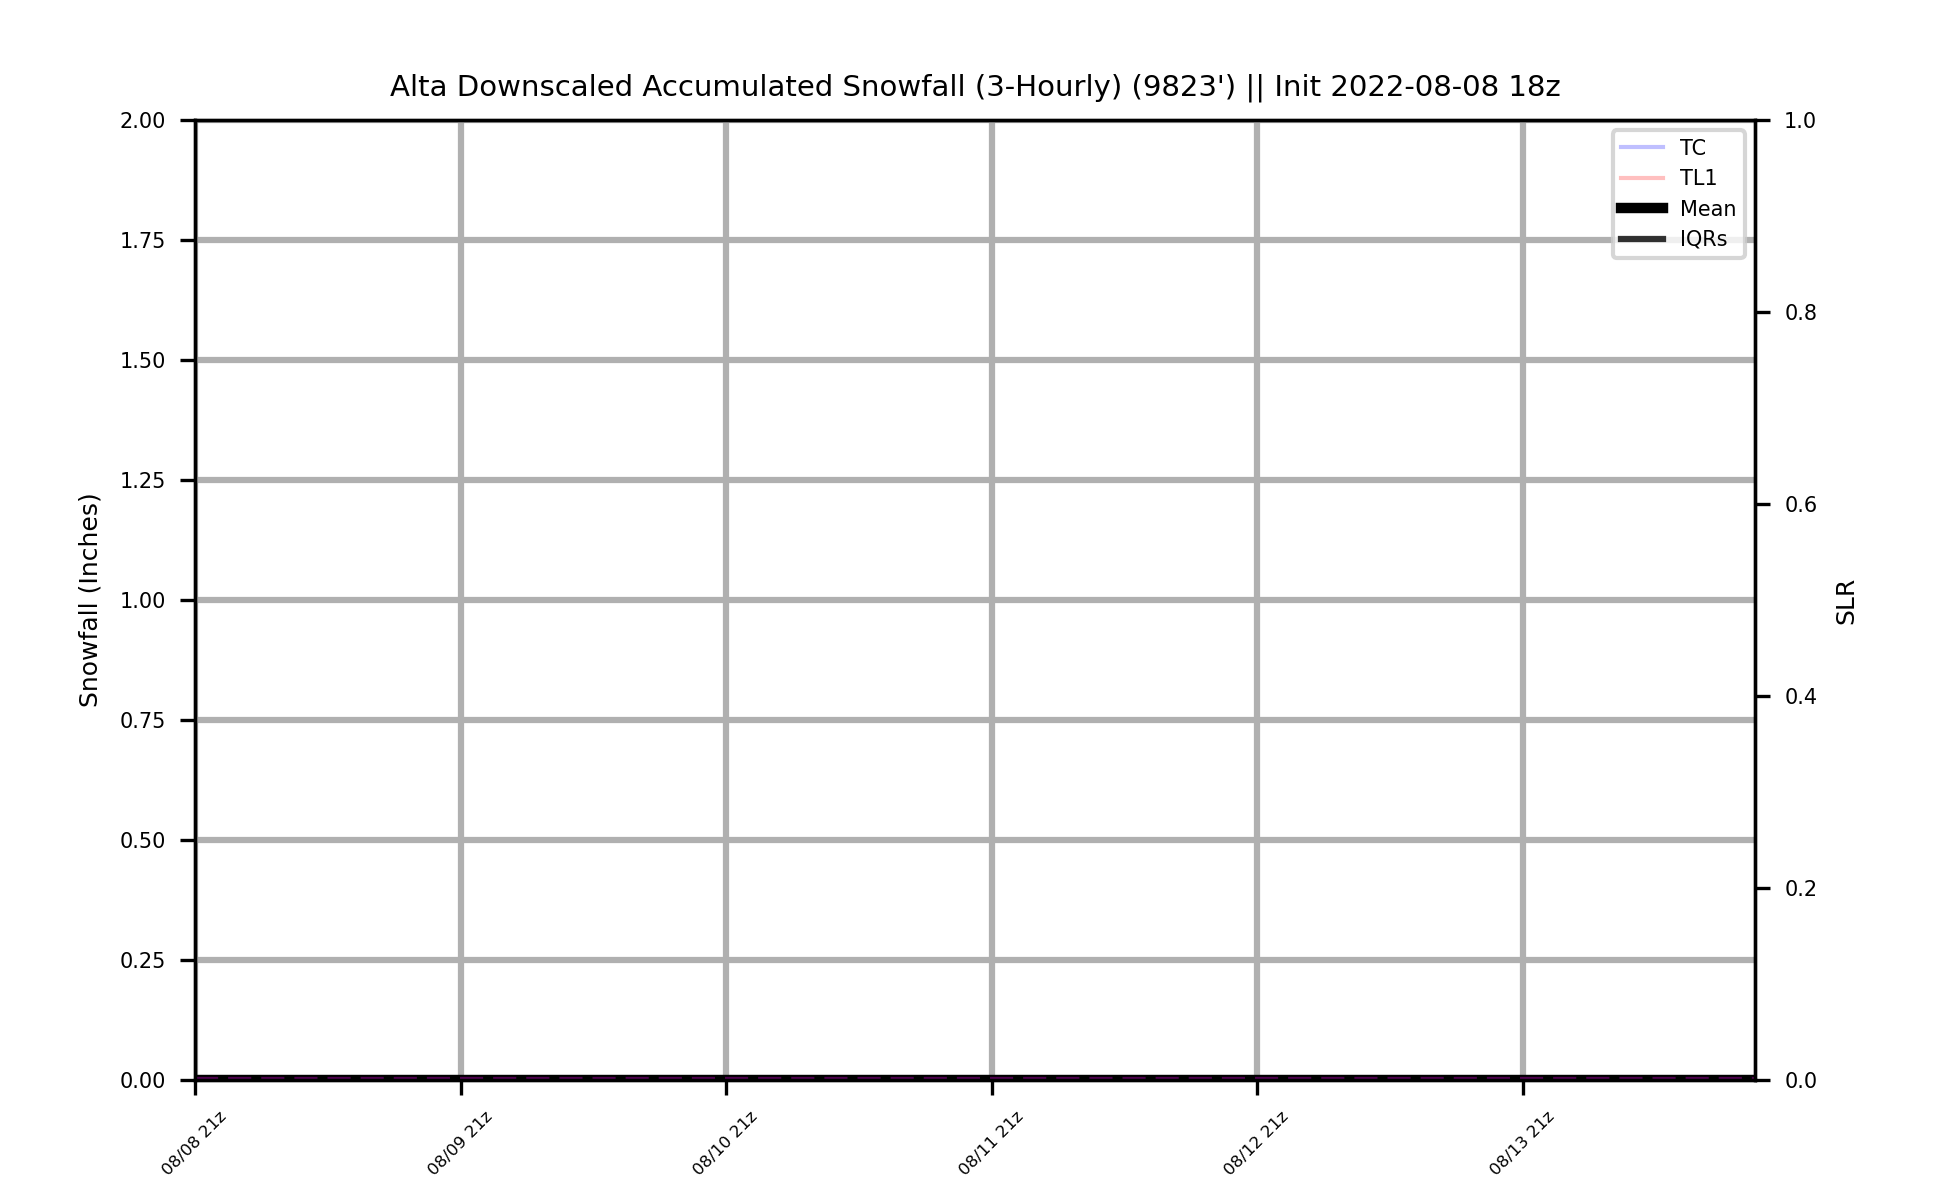 Alta Downscaled Accumulated Snowfall (3-Hourly) (9823') || Init 2022-08-08 18z
2.00
1.75
1.50
1.25
1.00
0.75
0.50
0.25
0.00
Snowfall (Inches)
TC
TL1
Mean
IQRs
1.0
0.8
0.6
0.4
0.2
0.0
SLR
08/08 21z
08/09 21z
08/10 21z
08/11 21z
08/12 21z
08/13 21z